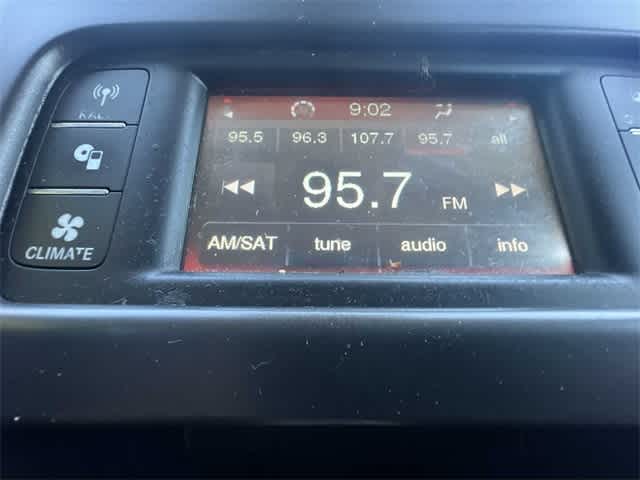 9:02
95.5 96.3 107.7 95.7 all
95.7 FM
AM/SAT tune audio info
CLIMATE